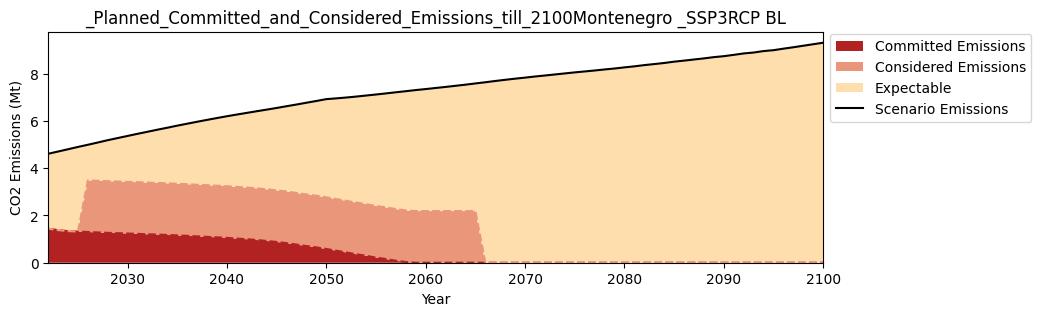 _Planned_Committed_and_Considered_Emissions_till_2100Montenegro _SSP3RCP BL
CO2 Emissions (Mt)
8
6
4
2
0
2030 2040 2050 2060 2070 2080 2090 2100
Year
Committed Emissions
Considered Emissions
Expectable
Scenario Emissions